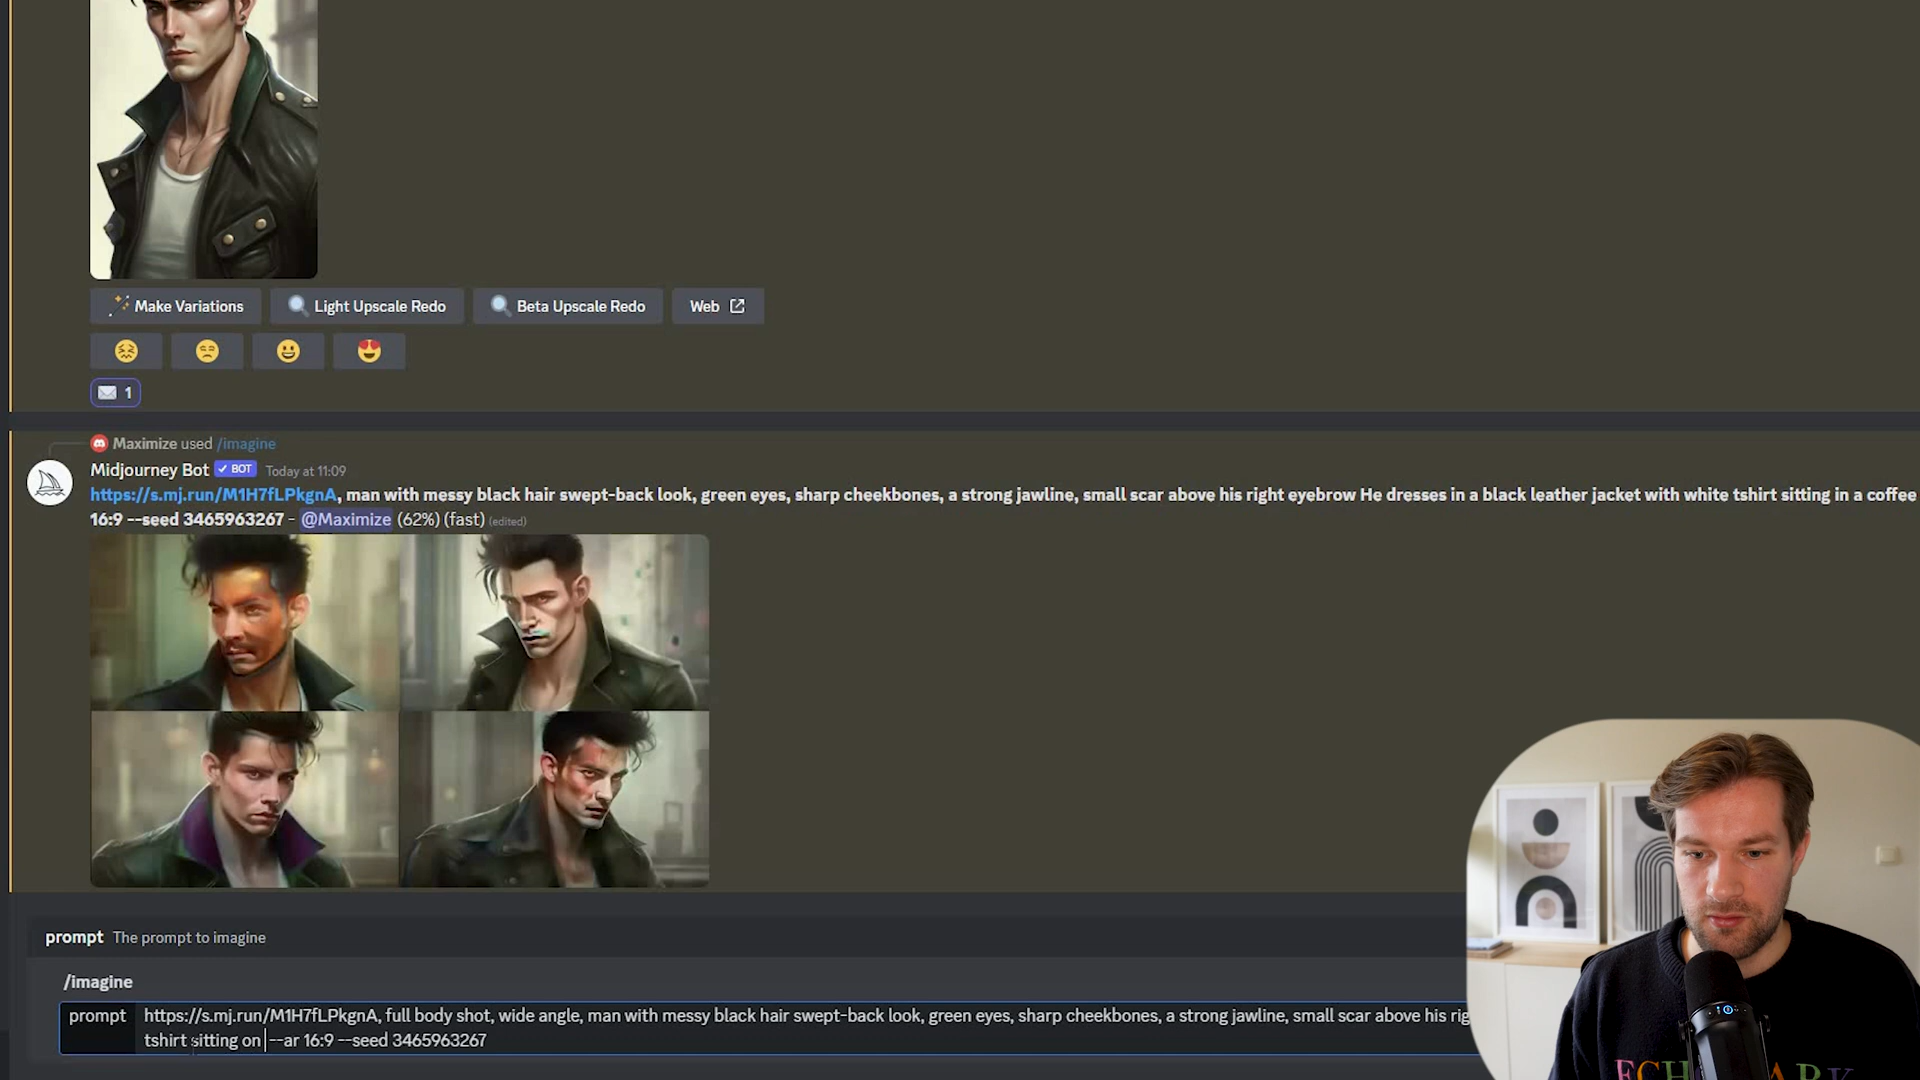 Make Variations
Light Upscale Redo
Beta Upscale Redo
Web
1
Maximize used /imagine
Midjourney Bot ✓ BOT Today at 11:09
https://s.mj.run/M1H7fLPkgnA, man with messy black hair swept-back look, green eyes, sharp cheekbones, a strong jawline, small scar above his right eyebrow He dresses in a black leather jacket with white tshirt sitting in a coffee
16:9 --seed 3465963267 - @Maximize (62%) (fast) (edited)
prompt The prompt to imagine
/imagine
prompt https://s.mj.run/M1H7fLPkgnA, full body shot, wide angle, man with messy black hair swept-back look, green eyes, sharp cheekbones, a strong jawline, small scar above his rig
tshirt sitting on --ar 16:9 --seed 3465963267